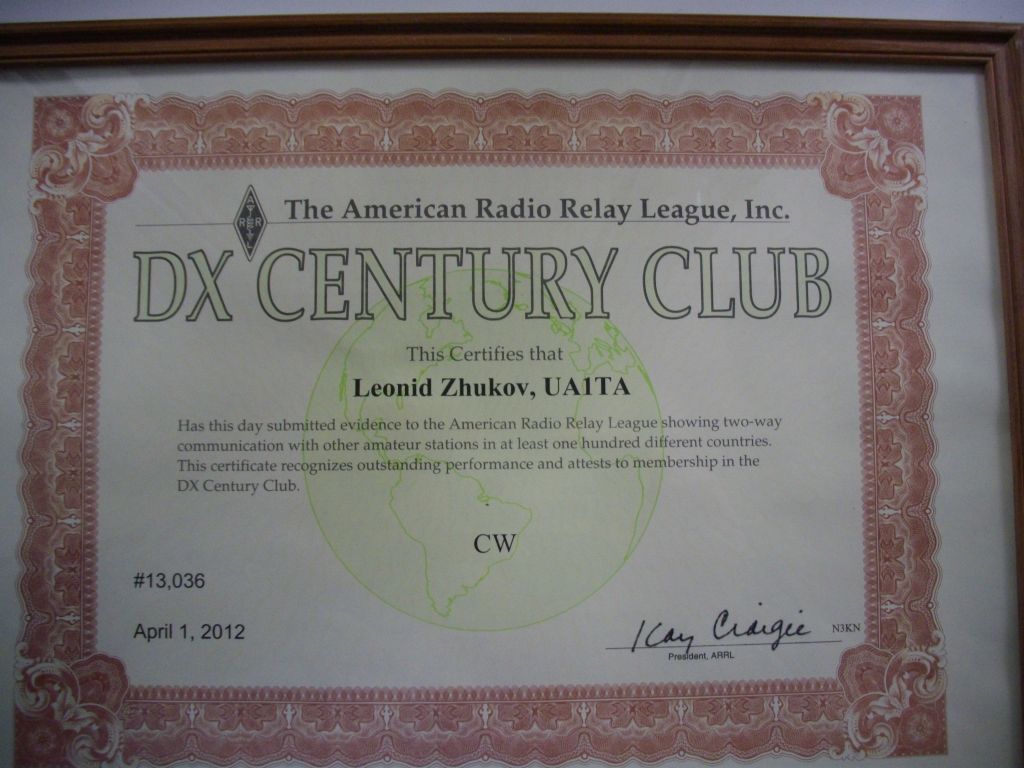 The American Radio Relay League, Inc.
DX CENTURY CLUB
This Certifies that
Leonid Zhukov, UA1TA
Has this day submitted evidence to the American Radio Relay League showing two-way
communication with other amateur stations in at least one hundred different countries.
This certificate recognizes outstanding performance and attests to membership in the
DX Century Club.
CW
#13,036
April 1, 2012
Kay Craigie N3KN
President, ARRL